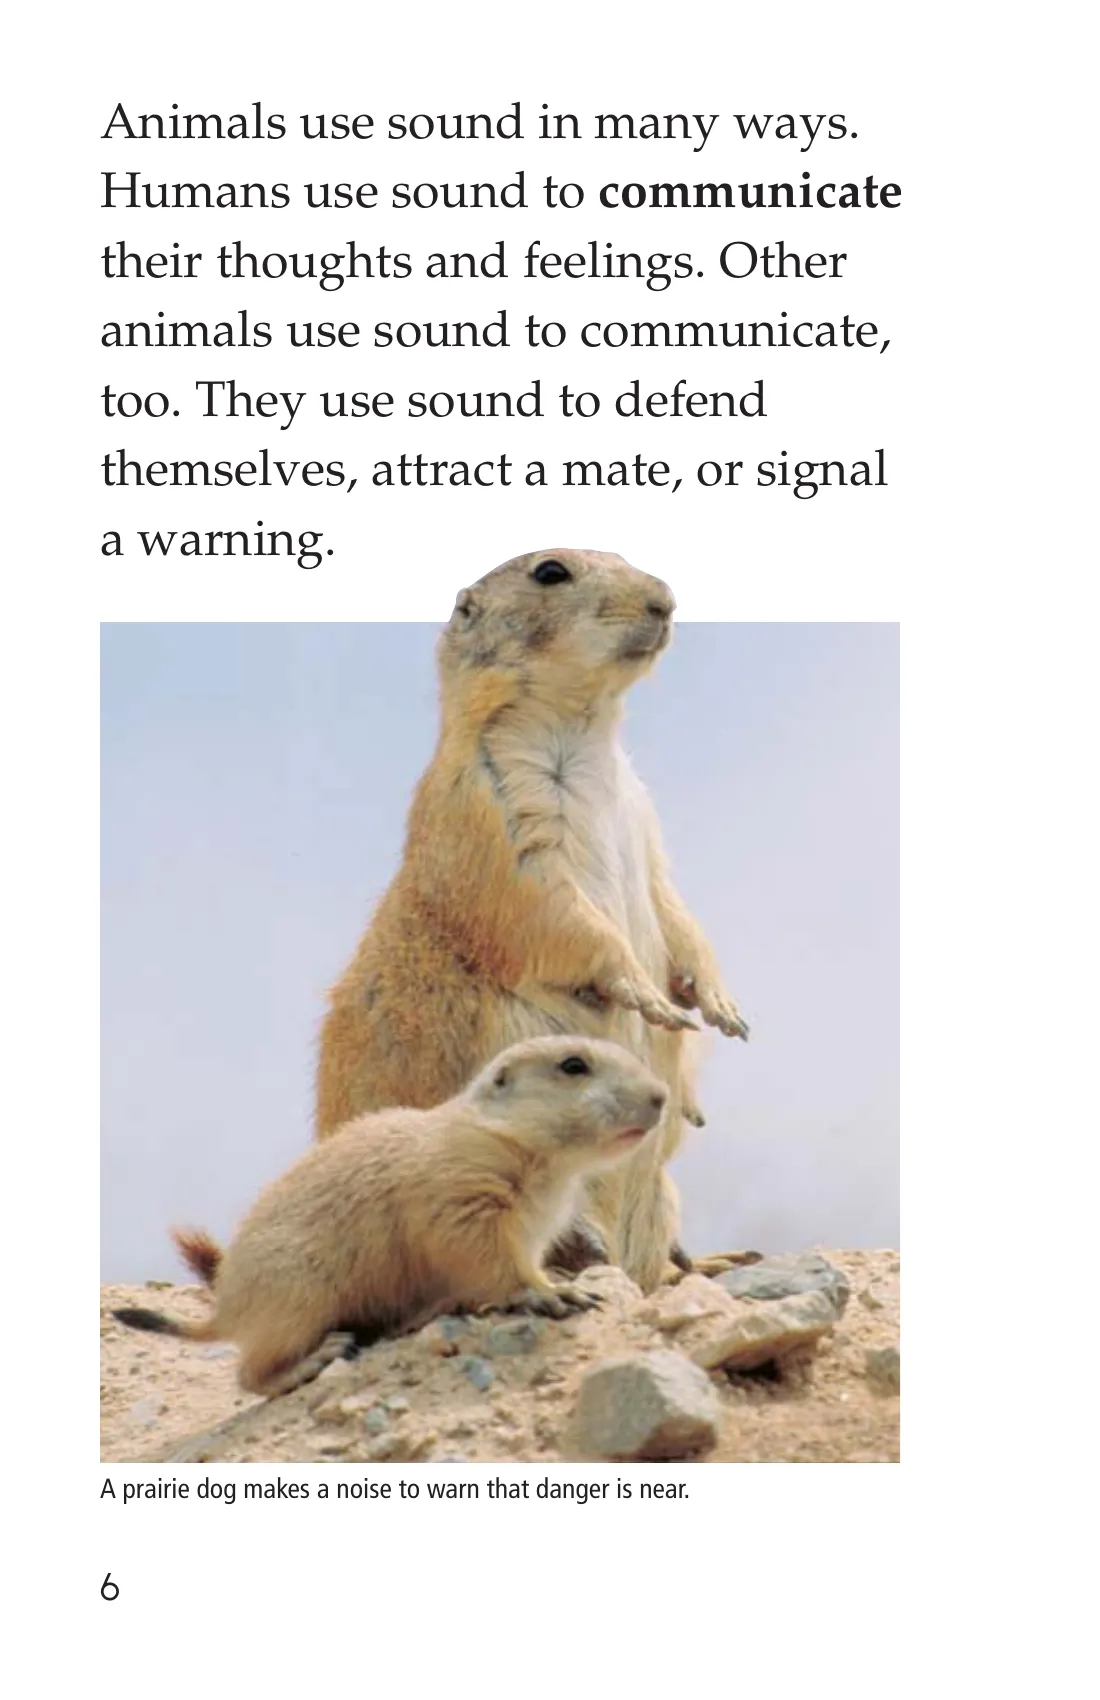 Animals use sound in many ways.
Humans use sound to communicate
their thoughts and feelings. Other
animals use sound to communicate,
too. They use sound to defend
themselves, attract a mate, or signal
a warning.
A prairie dog makes a noise to warn that danger is near.
6